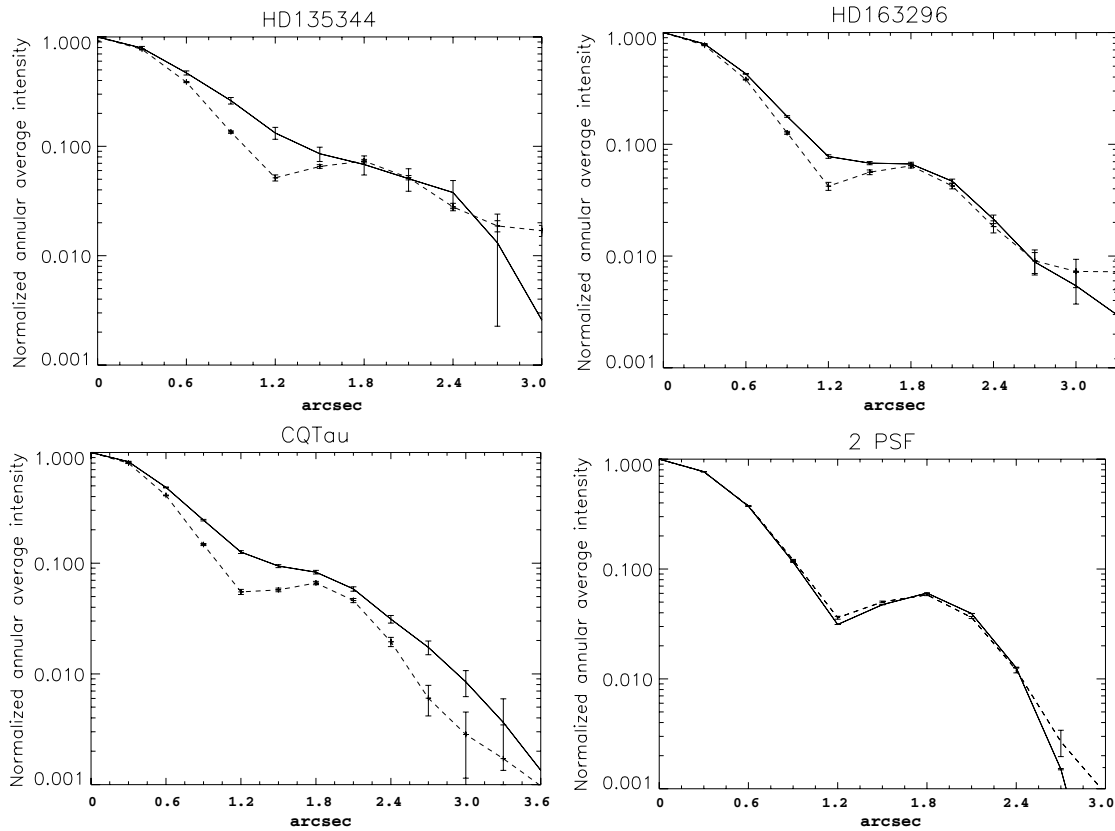 HD135344
Normalized annular average intensity
1.000
0.100
0.010
0.001
0 0.6 1.2 1.8 2.4 3.0
arcsec
HD163296
Normalized annular average intensity
1.000
0.100
0.010
0.001
0 0.6 1.2 1.8 2.4 3.0
arcsec
CQTau
Normalized annular average intensity
1.000
0.100
0.010
0.001
0 0.6 1.2 1.8 2.4 3.0 3.6
arcsec
2 PSF
Normalized annular average intensity
1.000
0.100
0.010
0.001
0 0.6 1.2 1.8 2.4 3.0
arcsec